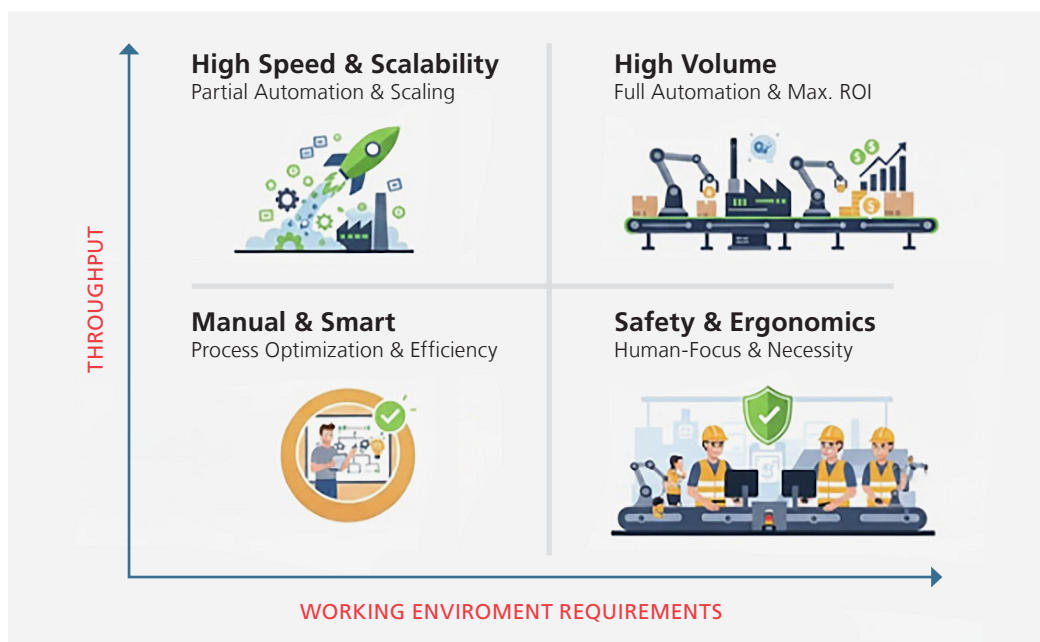 High Speed & Scalability
Partial Automation & Scaling
High Volume
Full Automation & Max. ROI
$
$
$
THROUGHPUT
Manual & Smart
Process Optimization & Efficiency
Safety & Ergonomics
Human-Focus & Necessity
WORKING ENVIROMENT REQUIREMENTS